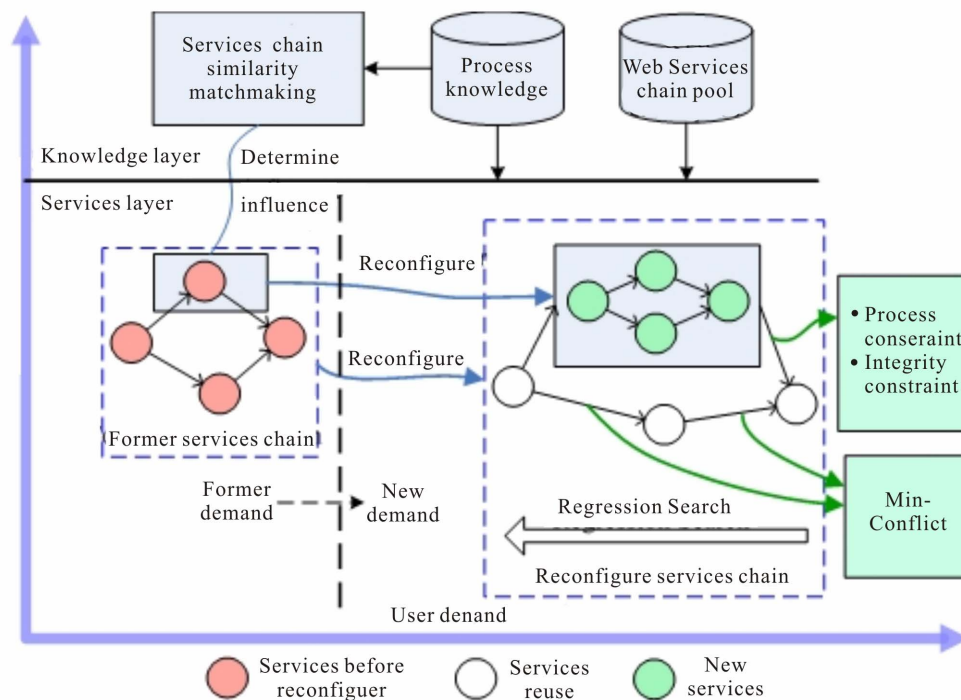 Services chain
similarity
matchmaking
Process
knowledge
Web Services
chain pool
Knowledge layer
Determine
Services layer
influence
Reconfigure
Reconfigure
Former services chain
• Process
conseraint
• Integrity
constraint
Former
demand
New
demand
Regression Search
Reconfigure services chain
Min-
Conflict
User denand
Services before
reconfiguer
Services
reuse
New
services